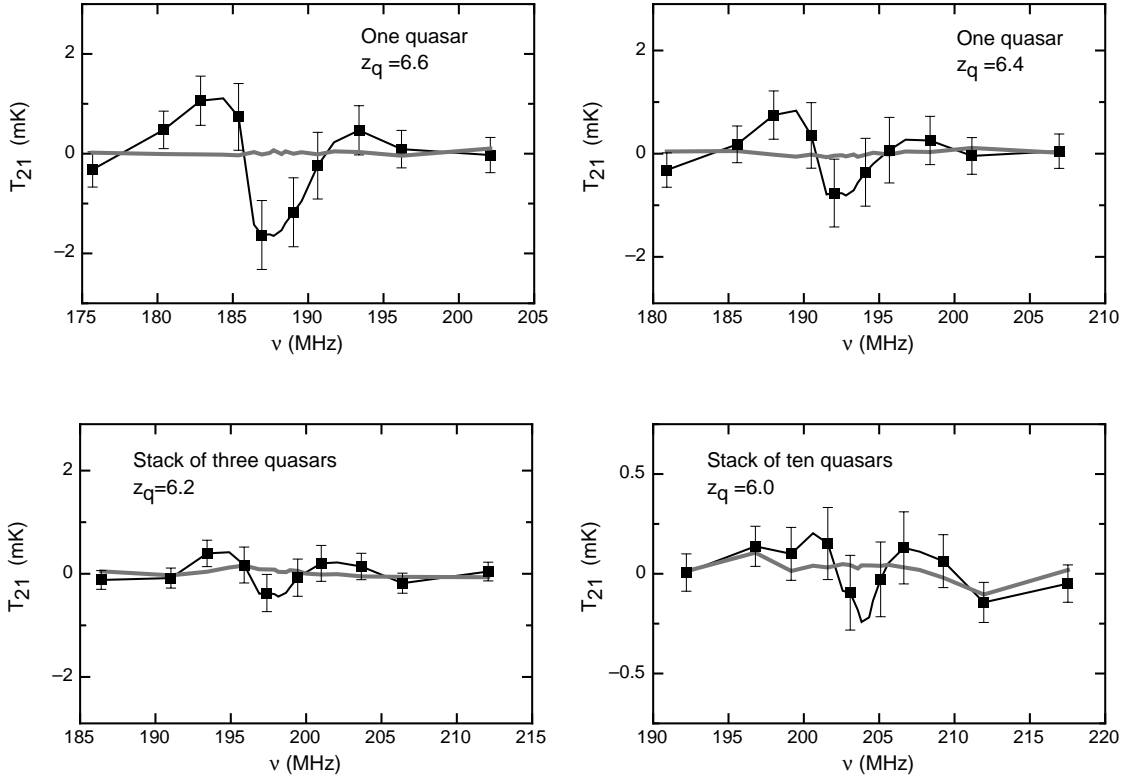 One quasar
z_q =6.6
2
0
−2
T_21 (mK)
175 180 185 190 195 200 205
ν (MHz)
One quasar
z_q =6.4
2
0
−2
T_21 (mK)
180 185 190 195 200 205 210
ν (MHz)
Stack of three quasars
z_q=6.2
2
0
−2
T_21 (mK)
185 190 195 200 205 210 215
ν (MHz)
Stack of ten quasars
z_q =6.0
0.5
0
−0.5
T_21 (mK)
190 195 200 205 210 215 220
ν (MHz)